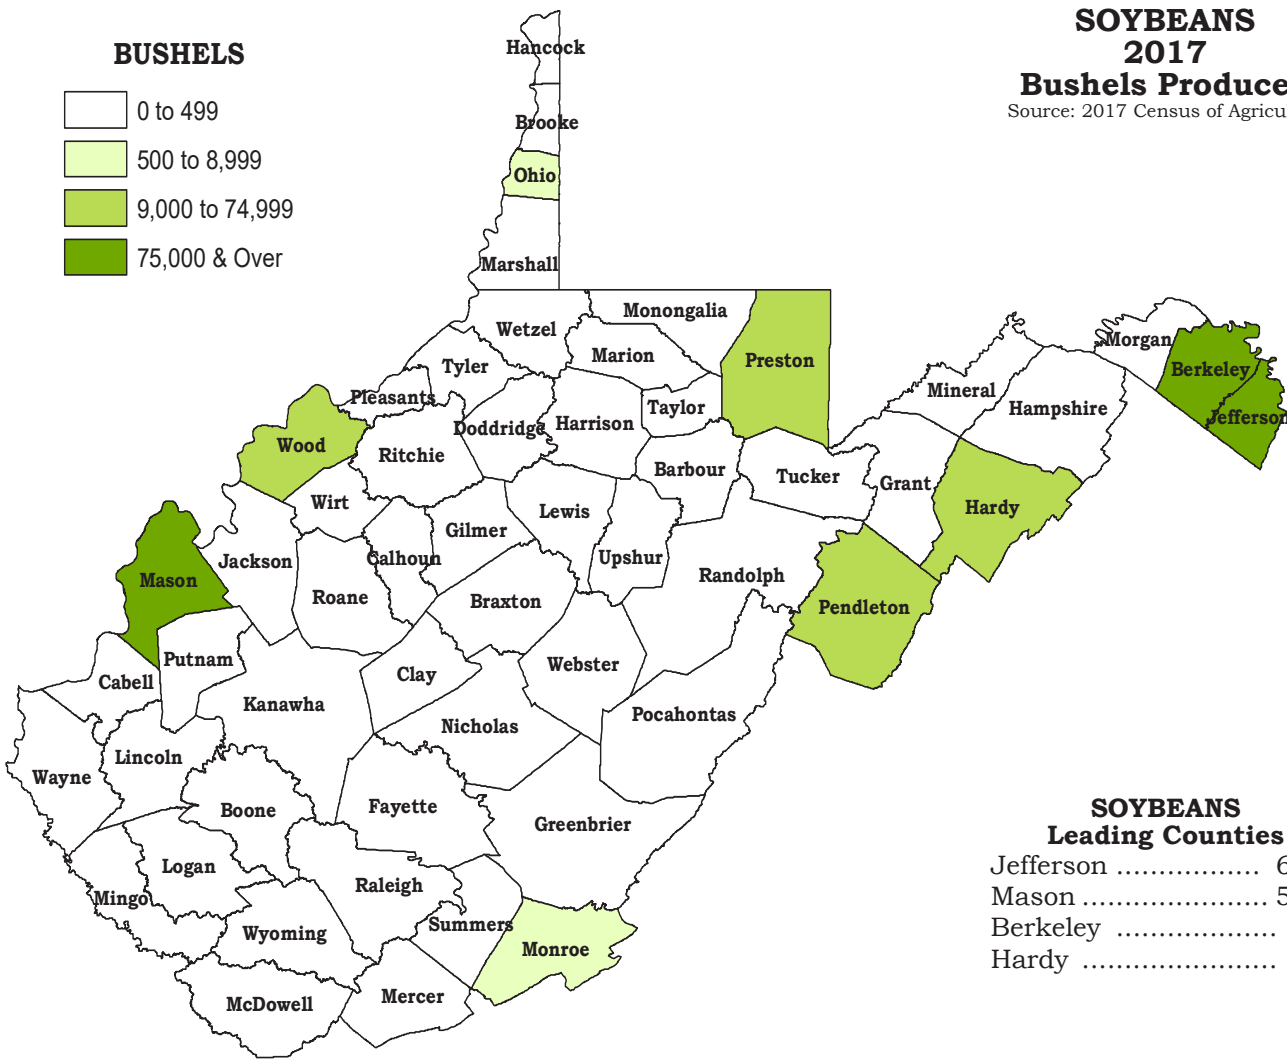 BUSHELS
0 to 499
500 to 8,999
9,000 to 74,999
75,000 & Over
SOYBEANS
2017
Bushels Produce
Source: 2017 Census of Agricu
Hancock
Brooke
Ohio
Marshall
Wetzel
Monongalia
Marion
Preston
Tyler
Pleasants
Doddridge
Harrison
Taylor
Mineral
Hampshire
Morgan
Berkeley
Jefferson
Wood
Ritchie
Barbour
Tucker
Grant
Hardy
Wirt
Gilmer
Lewis
Upshur
Calhoun
Jackson
Mason
Roane
Braxton
Randolph
Pendleton
Putnam
Cabell
Clay
Webster
Kanawha
Nicholas
Pocahontas
Wayne
Lincoln
Boone
Fayette
Greenbrier
Logan
Mingo
Raleigh
Wyoming
Summers
Monroe
McDowell
Mercer
SOYBEANS
Leading Counties
Jefferson ................. 6
Mason ...................... 5
Berkeley ...................
Hardy .......................